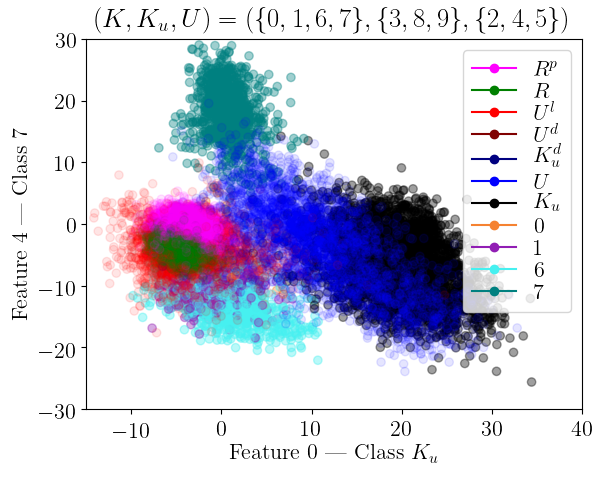 (K, K_u, U) = ({0, 1, 6, 7}, {3, 8, 9}, {2, 4, 5})
30
20
10
0
−10
−20
−30
Feature 4 — Class 7
R^p
R
U^l
U^d
K_u^d
U
K_u
0
1
6
7
−10
0
10
20
30
40
Feature 0 — Class K_u